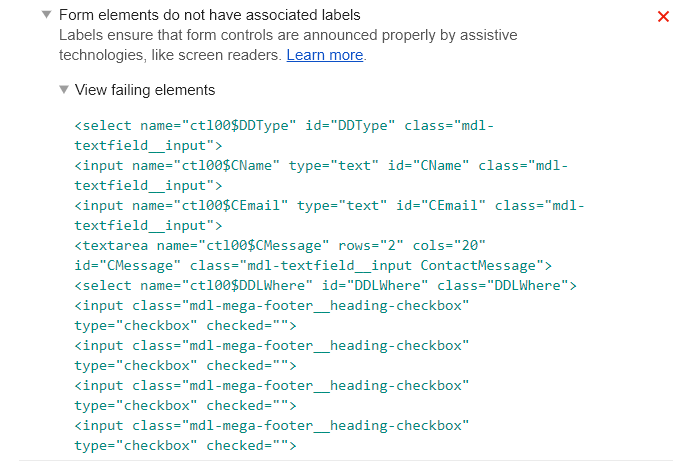 Form elements do not have associated labels
Labels ensure that form controls are announced properly by assistive
technologies, like screen readers. Learn more.
View failing elements
<select name="ctl00$DDType" id="DDType" class="mdl-
textfield__input">
<input name="ctl00$CName" type="text" id="CName" class="mdl-
textfield__input">
<input name="ctl00$CEmail" type="text" id="CEmail" class="mdl-
textfield__input">
<textarea name="ctl00$CMessage" rows="2" cols="20"
id="CMessage" class="mdl-textfield__input ContactMessage">
<select name="ctl00$DDLWhere" id="DDLWhere" class="DDLWhere">
<input class="mdl-mega-footer__heading-checkbox"
type="checkbox" checked="">
<input class="mdl-mega-footer__heading-checkbox"
type="checkbox" checked="">
<input class="mdl-mega-footer__heading-checkbox"
type="checkbox" checked="">
<input class="mdl-mega-footer__heading-checkbox"
type="checkbox" checked="">